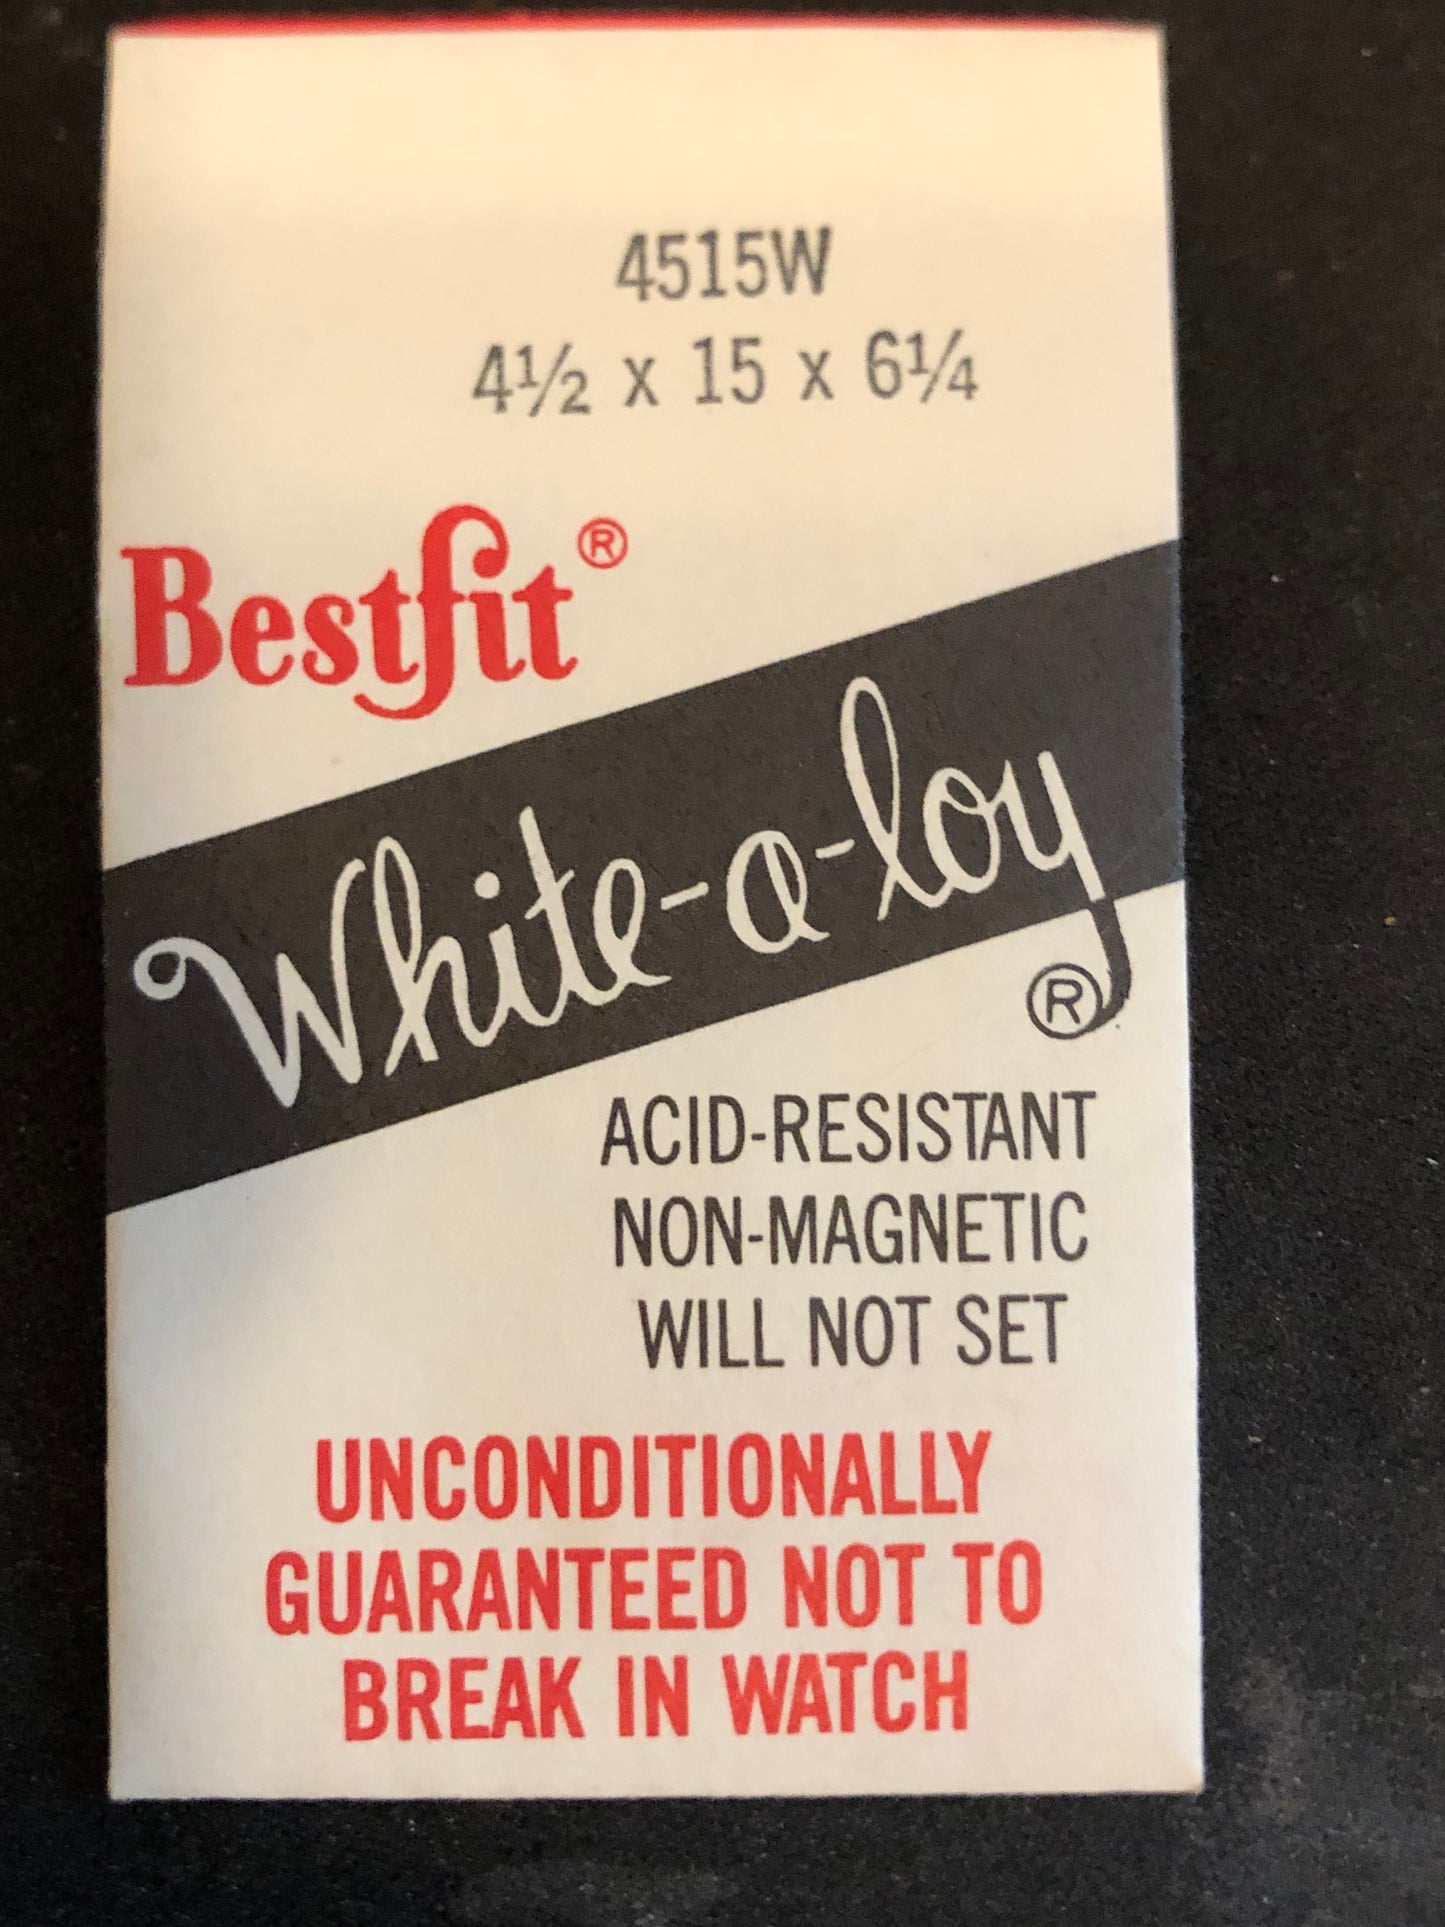 4515W
4½ x 15 x 6¼
Bestfit®
White-a-loy
®
ACID-RESISTANT
NON-MAGNETIC
WILL NOT SET
UNCONDITIONALLY
GUARANTEED NOT TO
BREAK IN WATCH